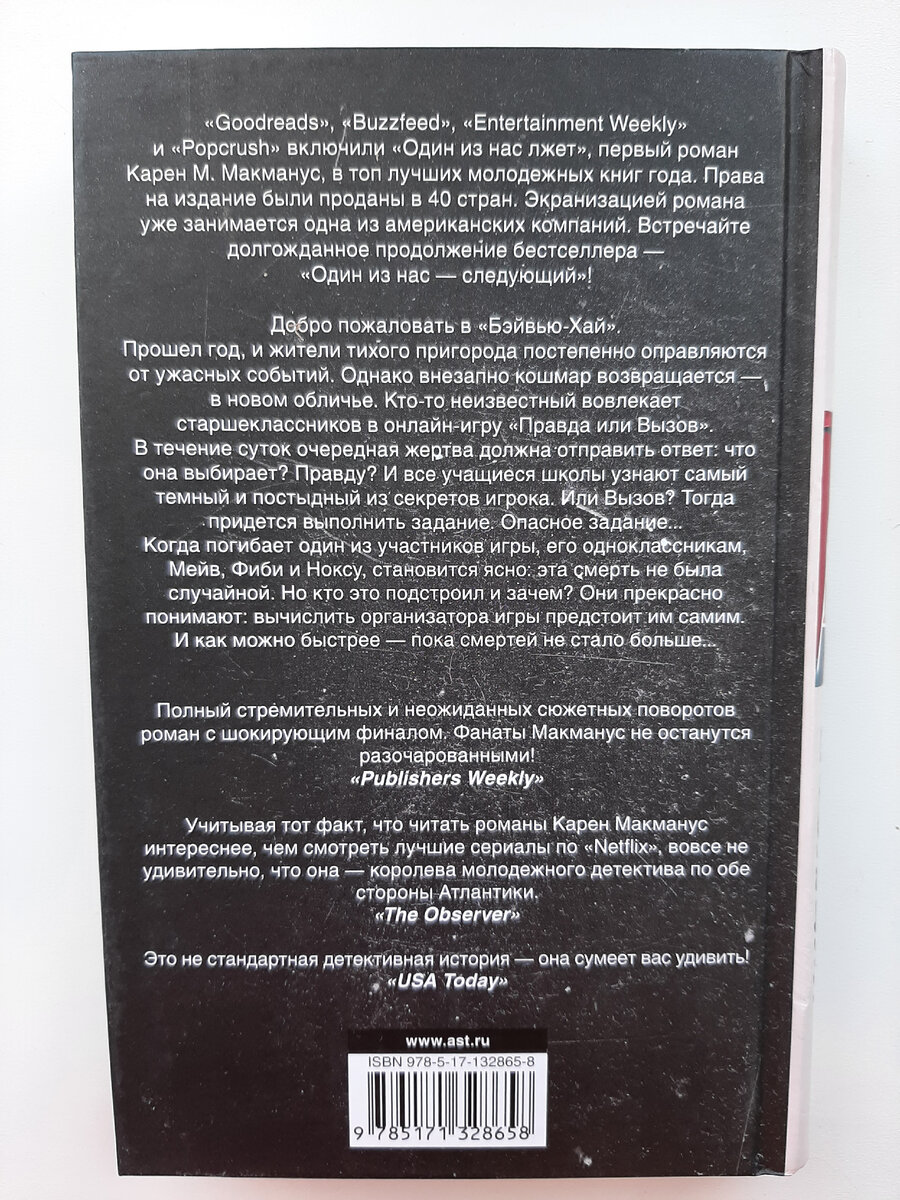 «Goodreads», «Buzzfeed», «Entertainment Weekly»
и «Popcrush» включили «Один из нас лжет», первый роман
Карен М. Макманус, в топ лучших молодежных книг года. Права
на издание были проданы в 40 стран. Экранизацией романа
уже занимается одна из американских компаний. Встречайте
долгожданное продолжение бестселлера —
«Один из нас — следующий»!
Добро пожаловать в «Бэйвью-Хай».
Прошел год, и жители тихого пригорода постепенно оправляются
от ужасных событий. Однако внезапно кошмар возвращается —
в новом обличье. Кто-то неизвестный вовлекает
старшеклассников в онлайн-игру «Правда или Вызов».
В течение суток очередная жертва должна отправить ответ: что
она выбирает? Правду? И все учащиеся школы узнают самый
темный и постыдный из секретов игрока. Или Вызов? Тогда
придется выполнить задание. Опасное задание...
Когда погибает один из участников игры, его одноклассникам,
Мейв, Фиби и Ноксу, становится ясно: эта смерть не была
случайной. Но кто это подстроил и зачем? Они прекрасно
понимают: вычислить организатора игры предстоит им самим.
И как можно быстрее — пока смертей не стало больше...
Полный стремительных и неожиданных сюжетных поворотов
роман с шокирующим финалом. Фанаты Макманус не останутся
разочарованными!
«Publishers Weekly»
Учитывая тот факт, что читать романы Карен Макманус
интереснее, чем смотреть лучшие сериалы по «Netflix», вовсе не
удивительно, что она — королева молодежного детектива по обе
стороны Атлантики.
«The Observer»
Это не стандартная детективная история — она сумеет вас удивить!
«USA Today»
www.ast.ru
ISBN 978-5-17-132865-8
9 785171 328658